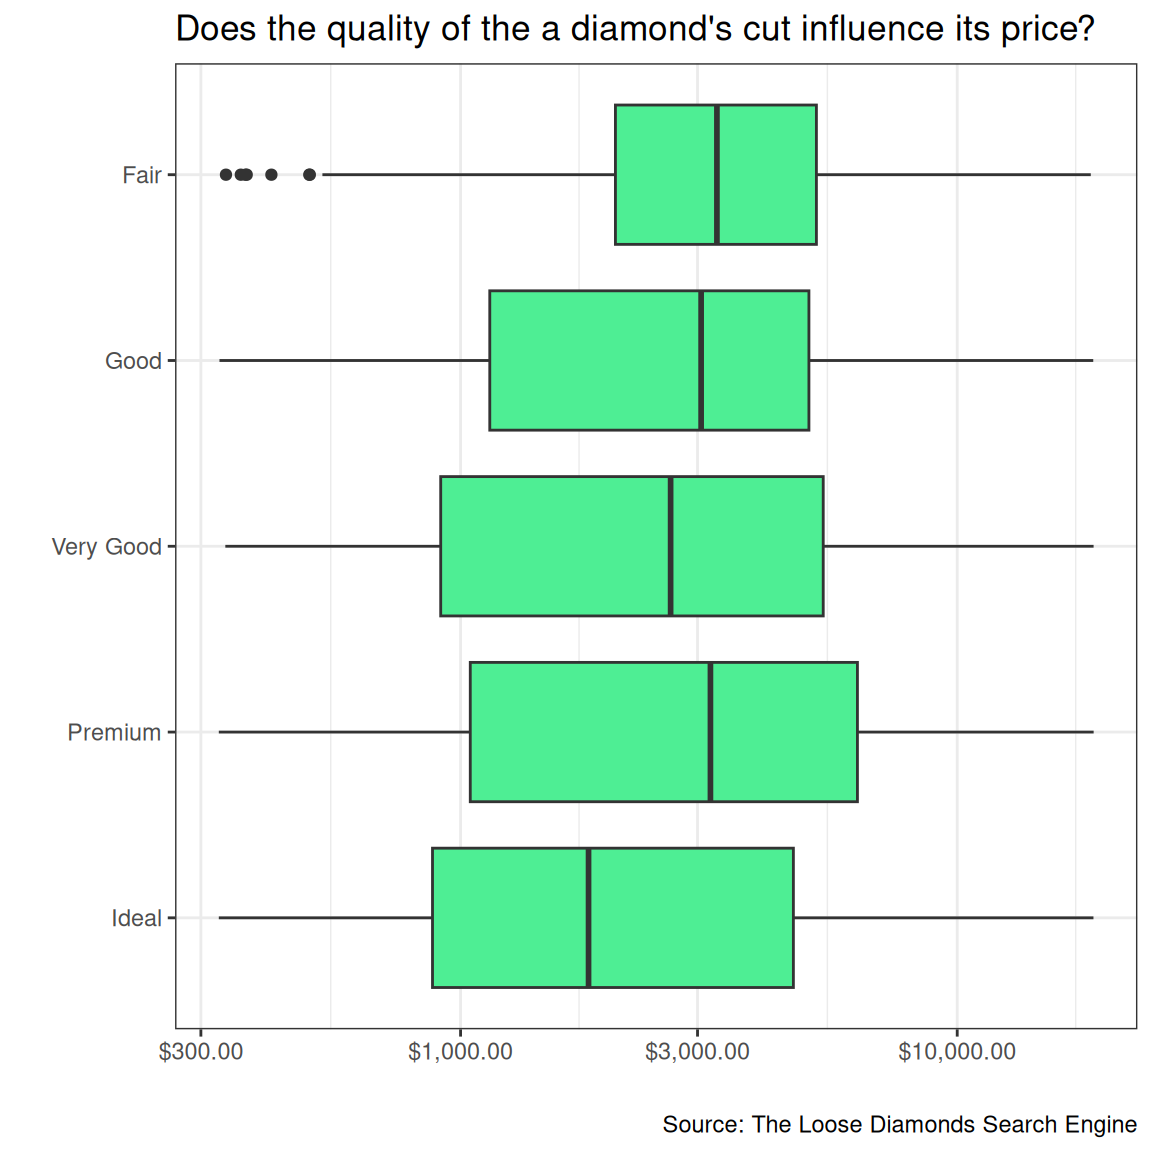 Does the quality of the a diamond's cut influence its price?
Fair
Good
Very Good
Premium
Ideal
$300.00 $1,000.00 $3,000.00 $10,000.00
Source: The Loose Diamonds Search Engine